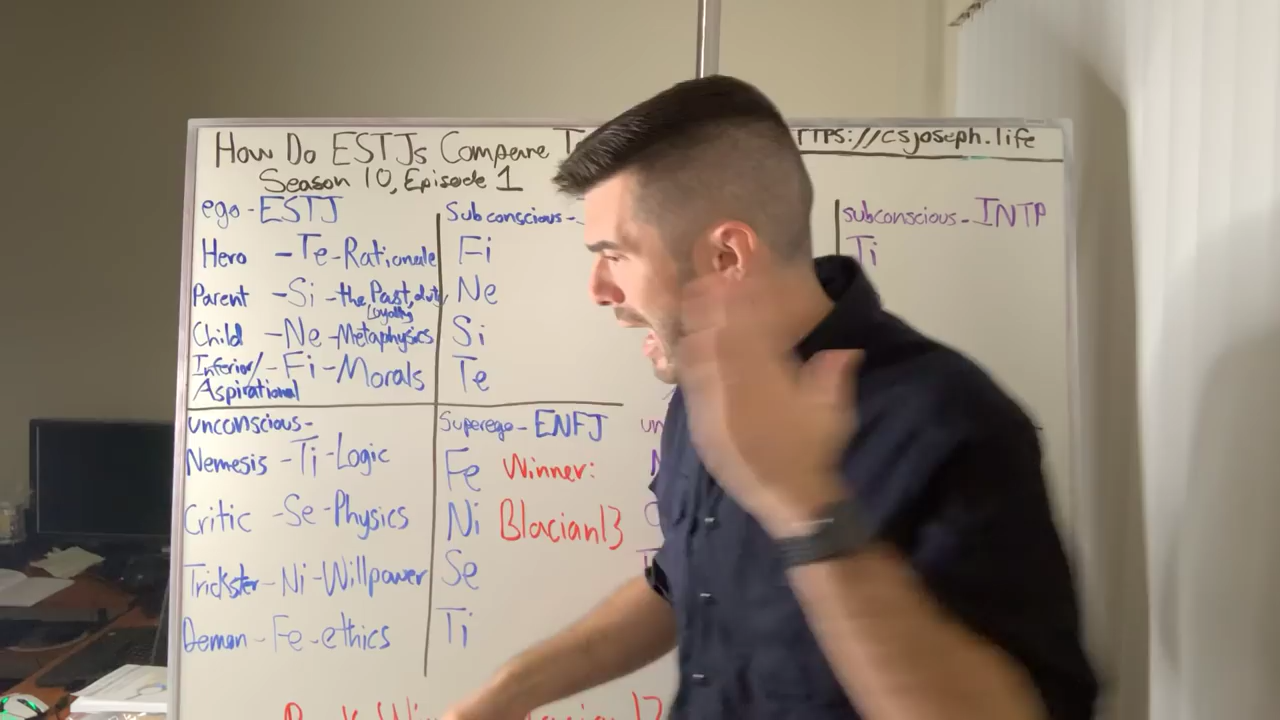 How Do ESTJs Compare
TTPS://csjoseph.life
Season 10, Episode 1
ego - ESTJ
Hero - Te - Rationale
Parent - Si - the Past, duty,
Loyalty
Child - Ne - Metaphysics
Inferior/ - Fi - Morals
Aspirational
Subconscious -
Fi
Ne
Si
Te
subconscious - INTP
Ti
unconscious -
Nemesis - Ti - Logic
Critic - Se - Physics
Trickster - Ni - Willpower
Demon - Fe - ethics
Superego - ENFJ
Fe Winner:
Ni Blacian13
Se
Ti
un